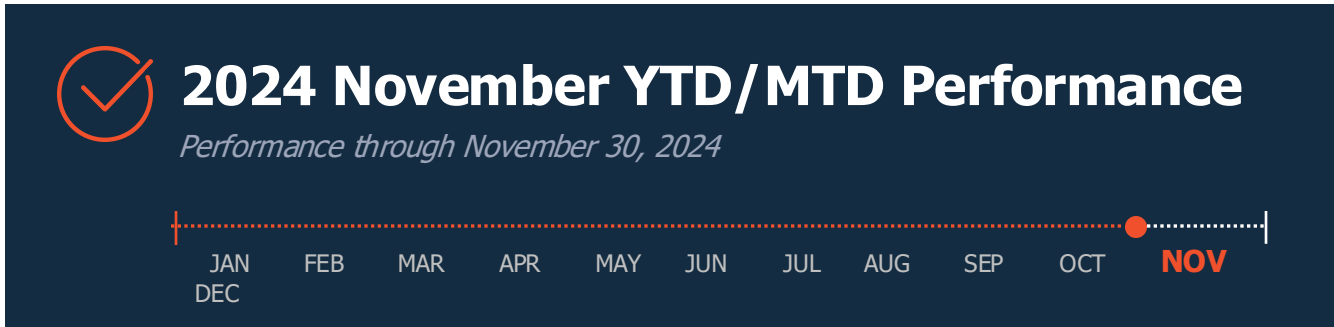 2024 November YTD/MTD Performance
Performance through November 30, 2024
JAN FEB MAR APR MAY JUN JUL AUG SEP OCT NOV
DEC